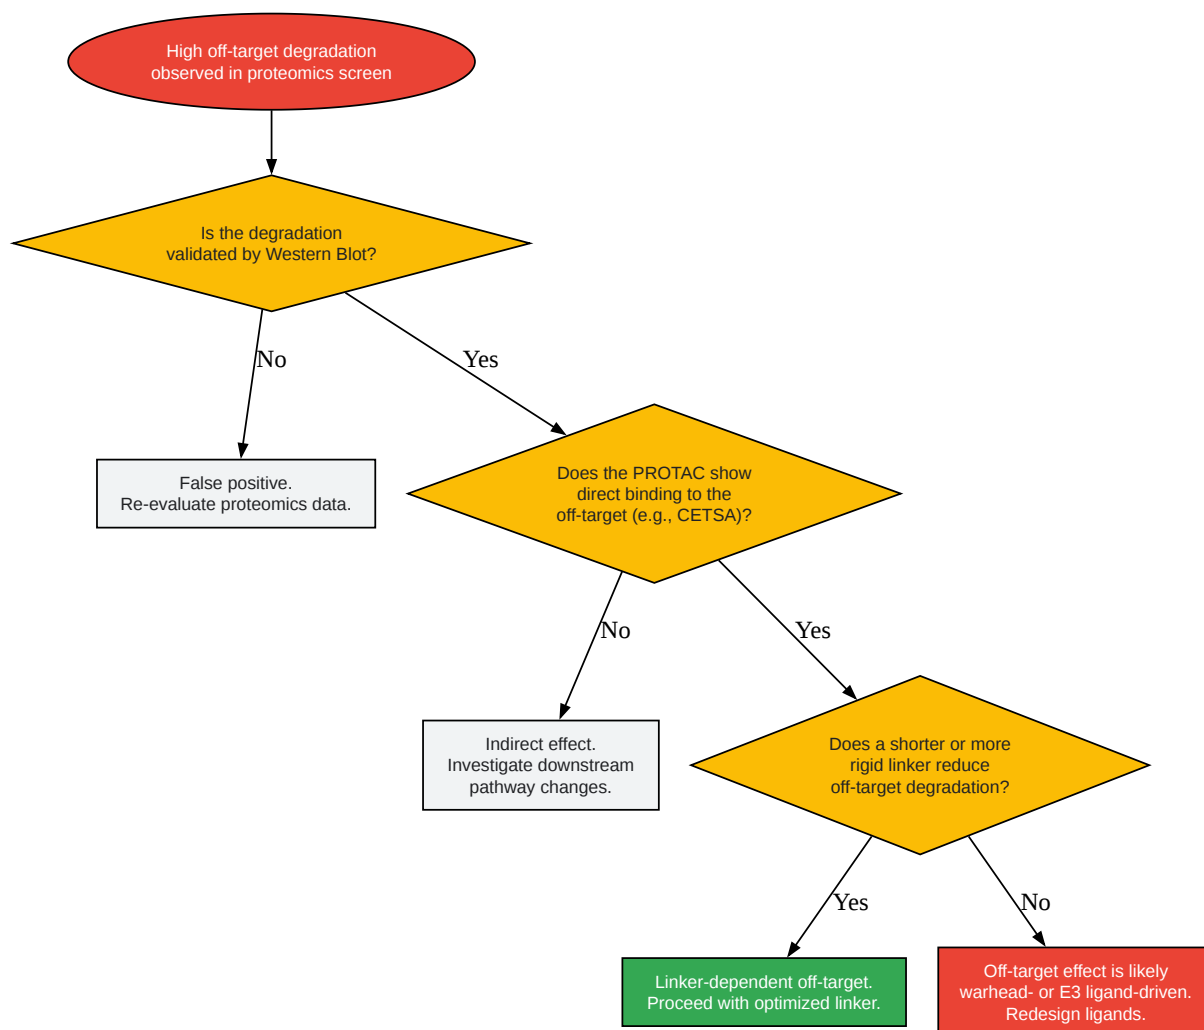 High off-target degradation
observed in proteomics screen
Is the degradation
validated by Western Blot?
No
Yes
False positive.
Re-evaluate proteomics data.
Does the PROTAC show
direct binding to the
off-target (e.g., CETSA)?
No
Yes
Indirect effect.
Investigate downstream
pathway changes.
Does a shorter or more
rigid linker reduce
off-target degradation?
Yes
No
Linker-dependent off-target.
Proceed with optimized linker.
Off-target effect is likely
warhead- or E3 ligand-driven.
Redesign ligands.